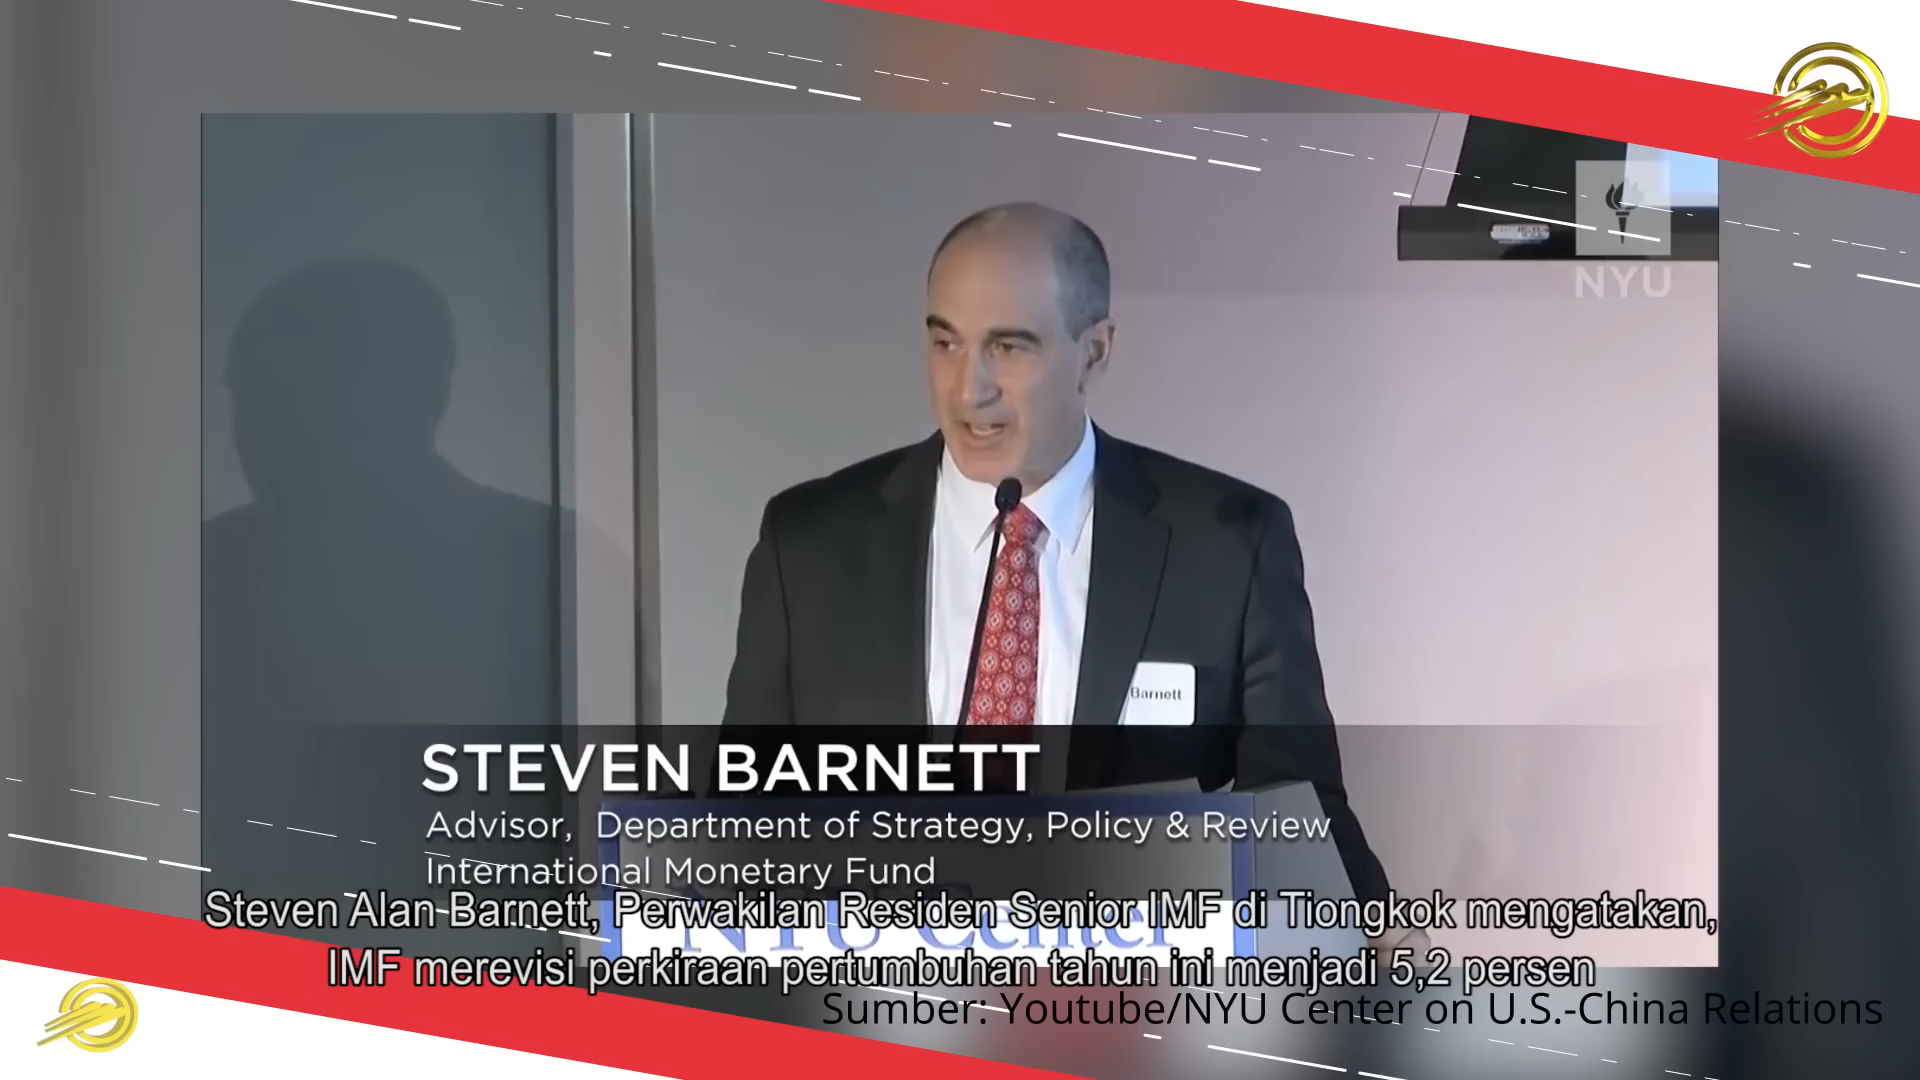 NYU
Barnett
STEVEN BARNETT
Advisor, Department of Strategy, Policy & Review
International Monetary Fund
NYU Center
Steven Alan Barnett, Perwakilan Residen Senior IMF di Tiongkok mengatakan,
IMF merevisi perkiraan pertumbuhan tahun ini menjadi 5,2 persen
Sumber: Youtube/NYU Center on U.S.-China Relations